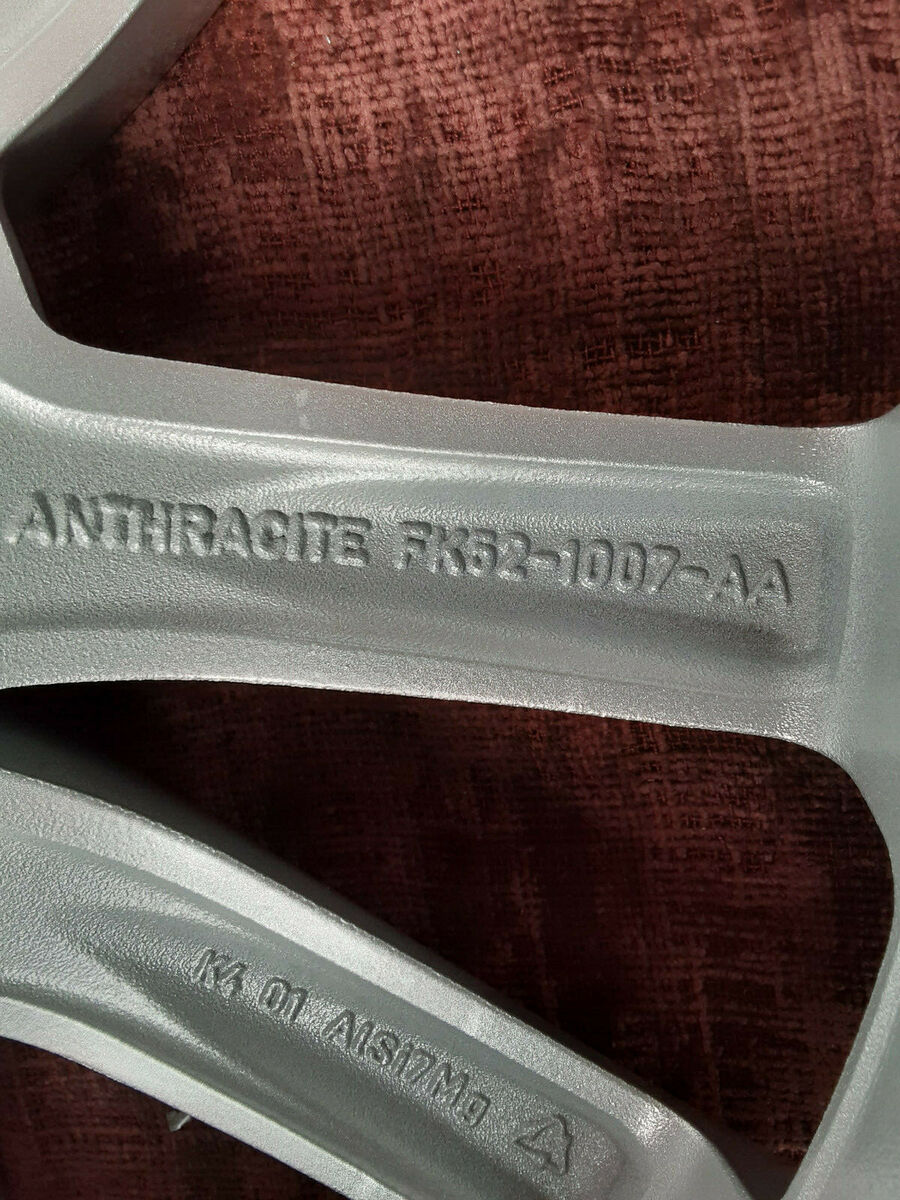 ANTHRACITE FK52-1007-AA
K4 01 AlSi7Mg